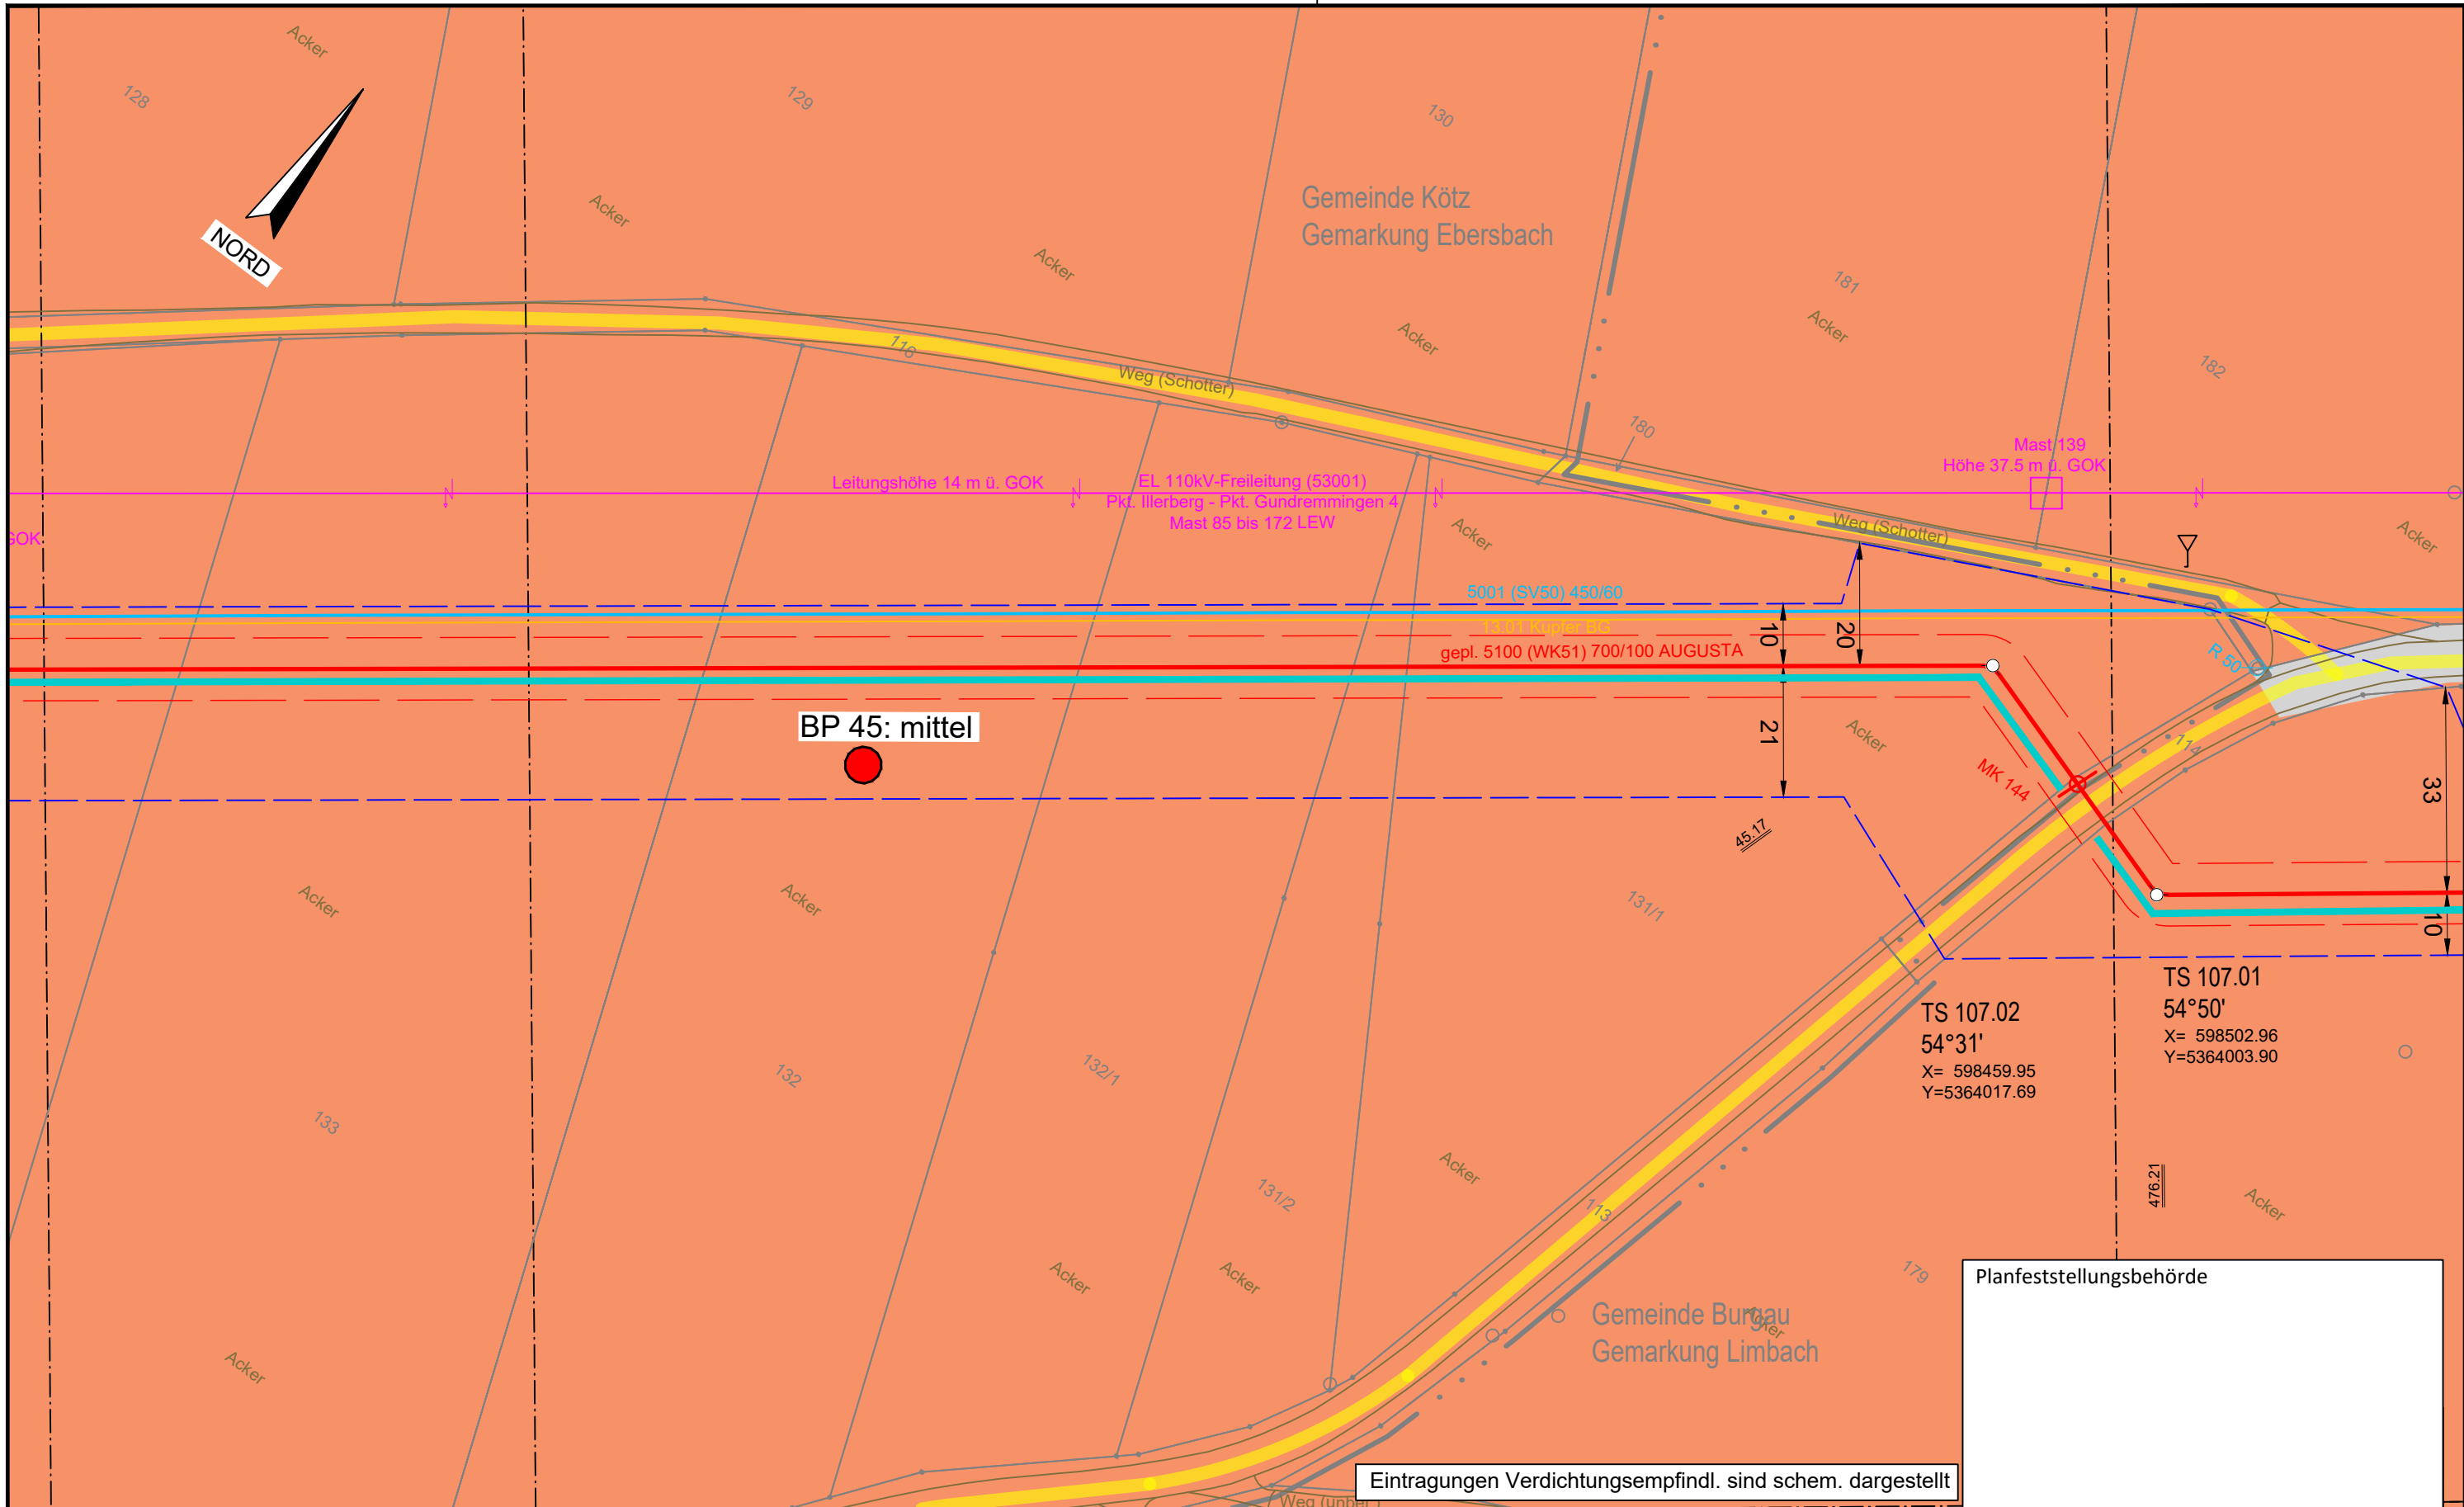 Acker
128
129
130
NORD
Acker
Acker
Gemeinde Kötz
Gemarkung Ebersbach
181
Acker
Acker
182
116
Weg (Schotter)
180
Mast 139
Höhe 37.5 m ü. GOK
Leitungshöhe 14 m ü. GOK
EL 110kV-Freileitung (53001)
Pkt. Illerberg - Pkt. Gundremmingen 4
Mast 85 bis 172 LEW
N
N
N
N
GOK
Acker
Weg (Schotter)
Acker
5001 (SV50) 450/60
13.01 Kupfer BG
gepl. 5100 (WK51) 700/100 AUGUSTA
10
20
21
R 50
BP 45: mittel
Acker
114
MK 144
33
10
45.17
Acker
Acker
131/1
TS 107.01
54°50'
X= 598502.96
Y=5364003.90
TS 107.02
54°31'
X= 598459.95
Y=5364017.69
132
132/1
133
131/2
Acker
113
476.21
Acker
Acker
Acker
179
Planfeststellungsbehörde
Gemeinde Burgau
Gemarkung Limbach
Acker
Acker
Eintragungen Verdichtungsempfindl. sind schem. dargestellt
Weg (unbef.)